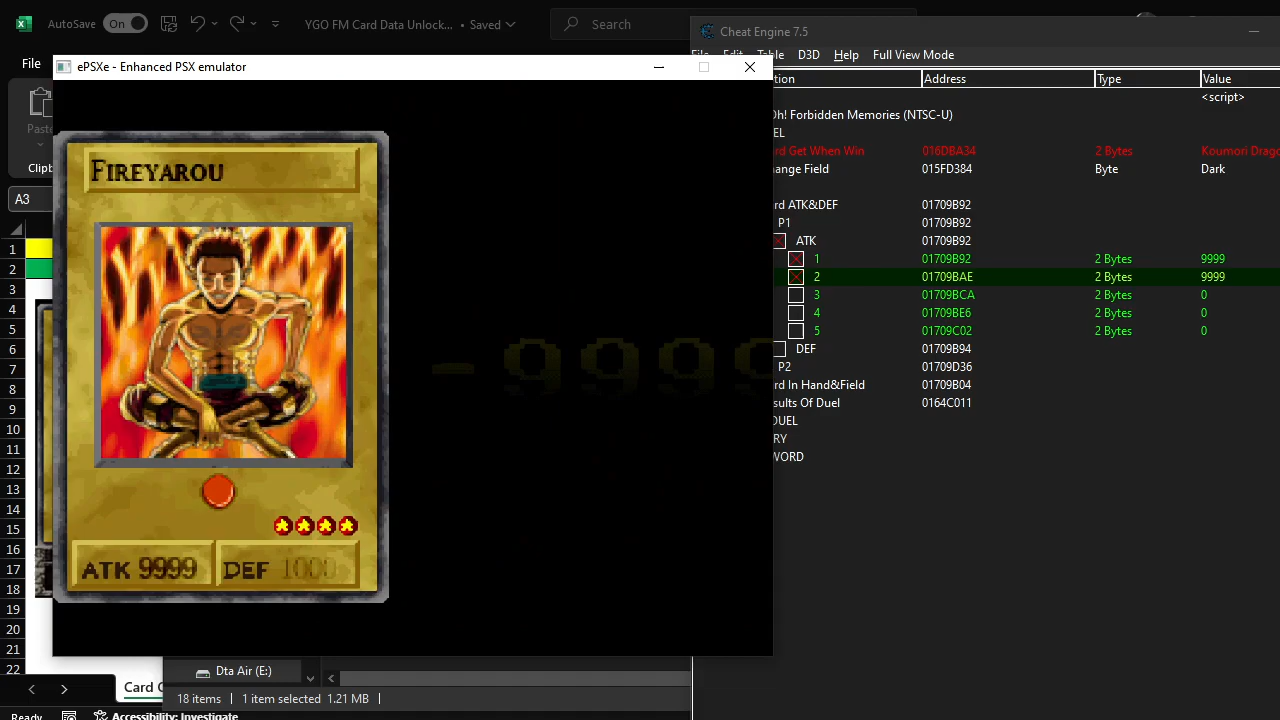 AutoSave On YGO FM Card Data Unlock... • Saved Search
Cheat Engine 7.5
File
File Edit Table D3D Help Full View Mode
ePSXe - Enhanced PSX emulator
tion Address Type Value
<script>
Oh! Forbidden Memories (NTSC-U)
EL
rd Get When Win 016DBA34 2 Bytes Koumori Drago
hange Field 015FD384 Byte Dark
rd ATK&DEF 01709B92
P1 01709B92
ATK 01709B92
1 01709B92 2 Bytes 9999
2 01709BAE 2 Bytes 9999
3 01709BCA 2 Bytes 0
4 01709BE6 2 Bytes 0
5 01709C02 2 Bytes 0
DEF 01709B94
P2 01709D36
rd In Hand&Field 01709B04
sults Of Duel 0164C011
DUEL
RY
WORD
Paste
Clipb
A3
1
2
3
4
5
6
7
8
9
10
11
12
13
14
15
16
17
18
19
20
21
22
FIREYAROU
ATK 9999 DEF 1000
-9999
Dta Air (E:)
Card C
18 items 1 item selected 1.21 MB
Ready Accessibility: Investigate